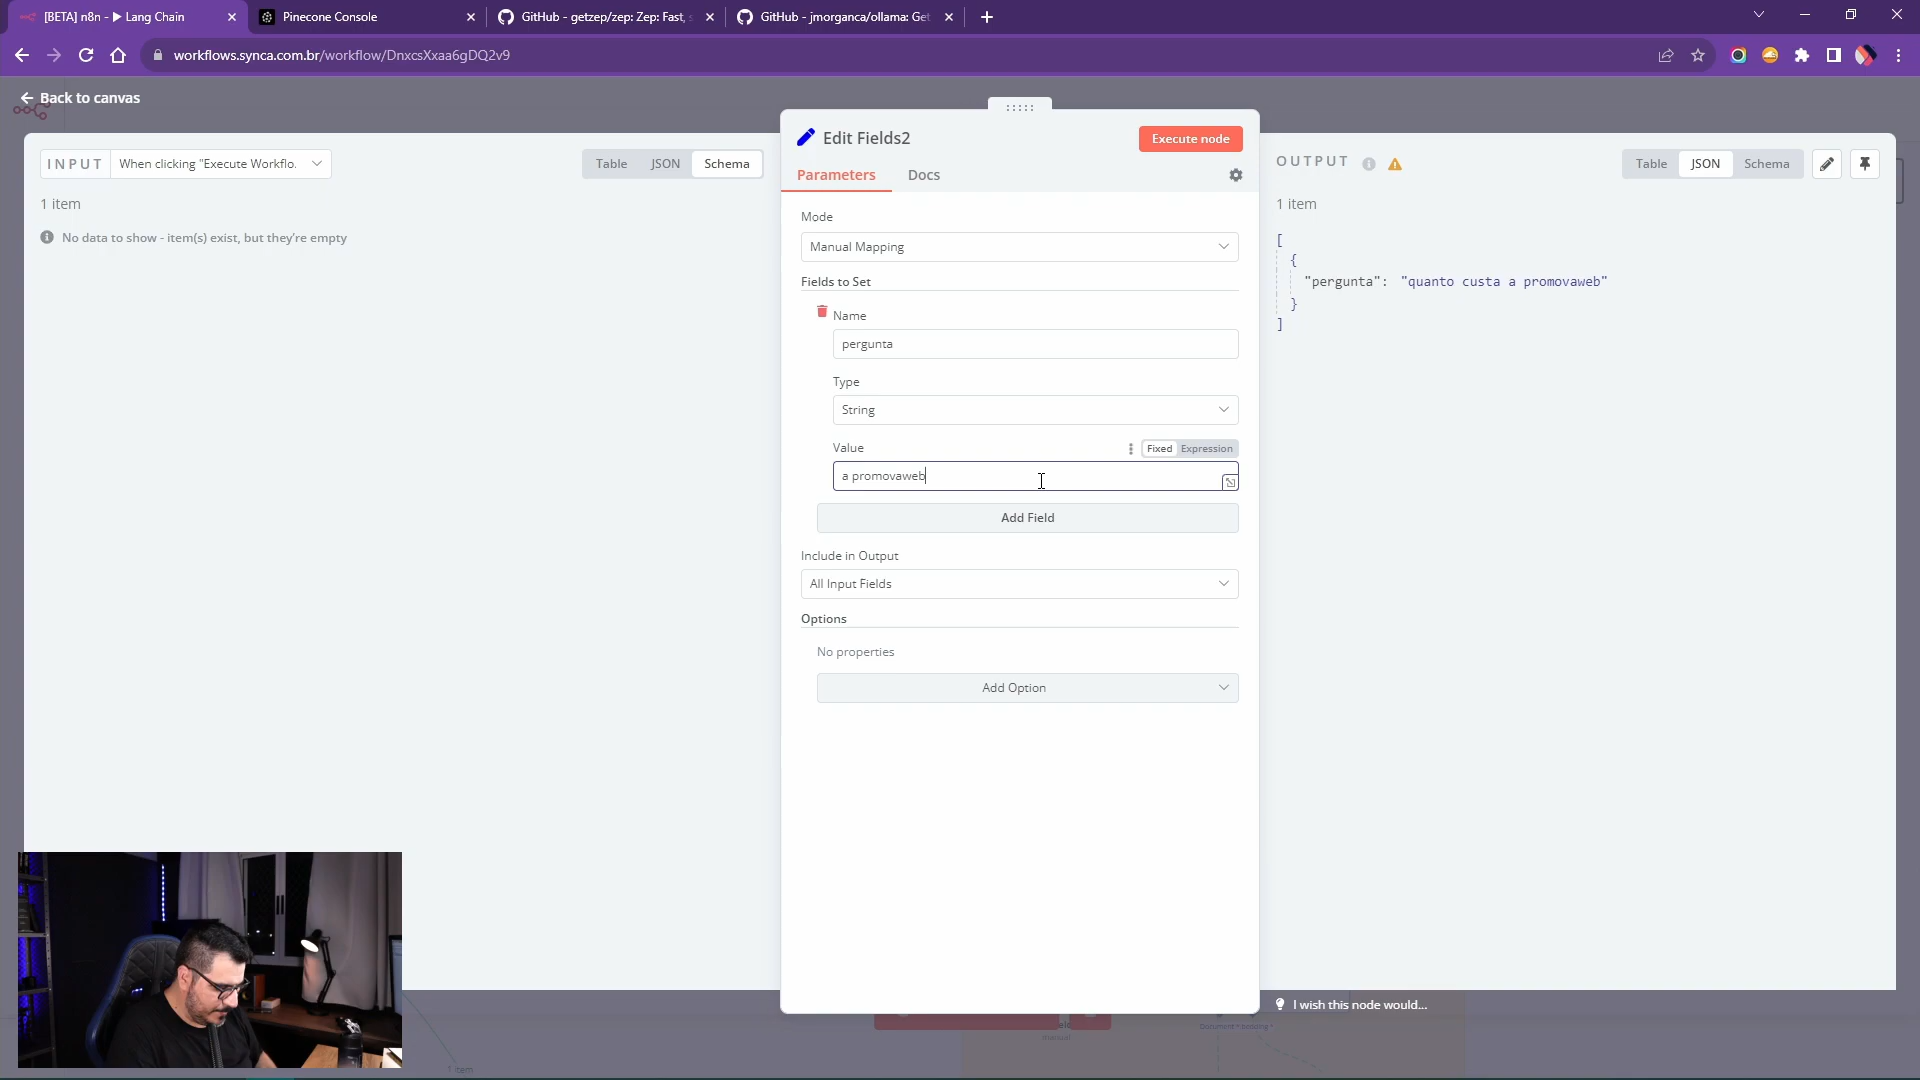 [BETA] n8n - ▶ Lang Chain
Pinecone Console
GitHub - getzep/zep: Zep: Fast, s
GitHub - jmorganca/ollama: Get
workflows.synca.com.br/workflow/DnxcsXxaa6gDQ2v9
Back to canvas
INPUT
When clicking "Execute Workflo.
Table
JSON
Schema
1 item
No data to show - item(s) exist, but they're empty
Edit Fields2
Execute node
Parameters
Docs
Mode
Manual Mapping
Fields to Set
Name
pergunta
Type
String
Value
Fixed
Expression
a promovaweb
Add Field
Include in Output
All Input Fields
Options
No properties
Add Option
OUTPUT
Table
JSON
Schema
1 item
[
{
"pergunta": "quanto custa a promovaweb"
}
]
I wish this node would...
manual
1 item